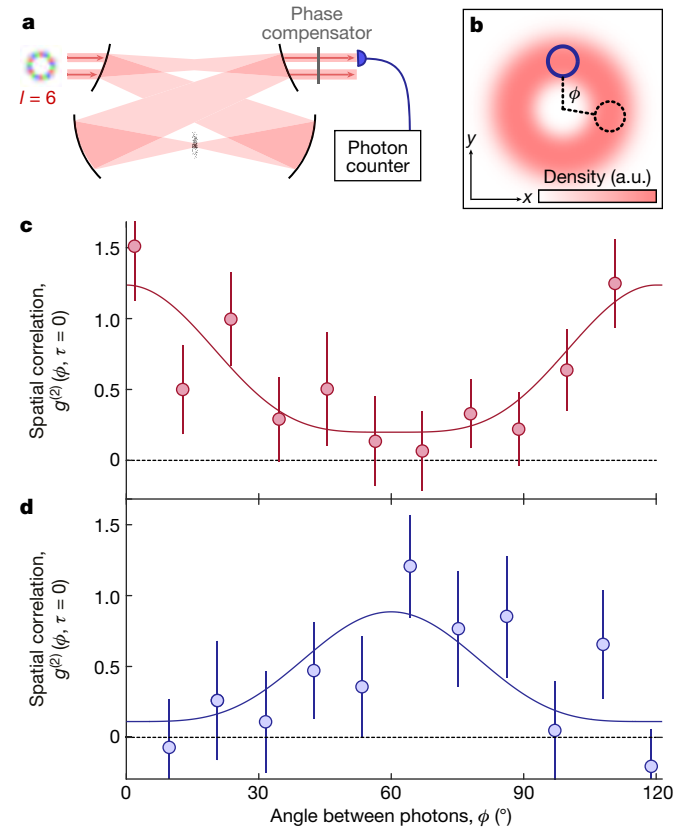 a
Phase
compensator
l = 6
Photon
counter
b
ϕ
y
x
Density (a.u.)
c
Spatial correlation,
g(2)(ϕ, τ = 0)
1.5
1.0
0.5
0
d
Spatial correlation,
g(2)(ϕ, τ = 0)
1.5
1.0
0.5
0
0 30 60 90 120
Angle between photons, ϕ (°)